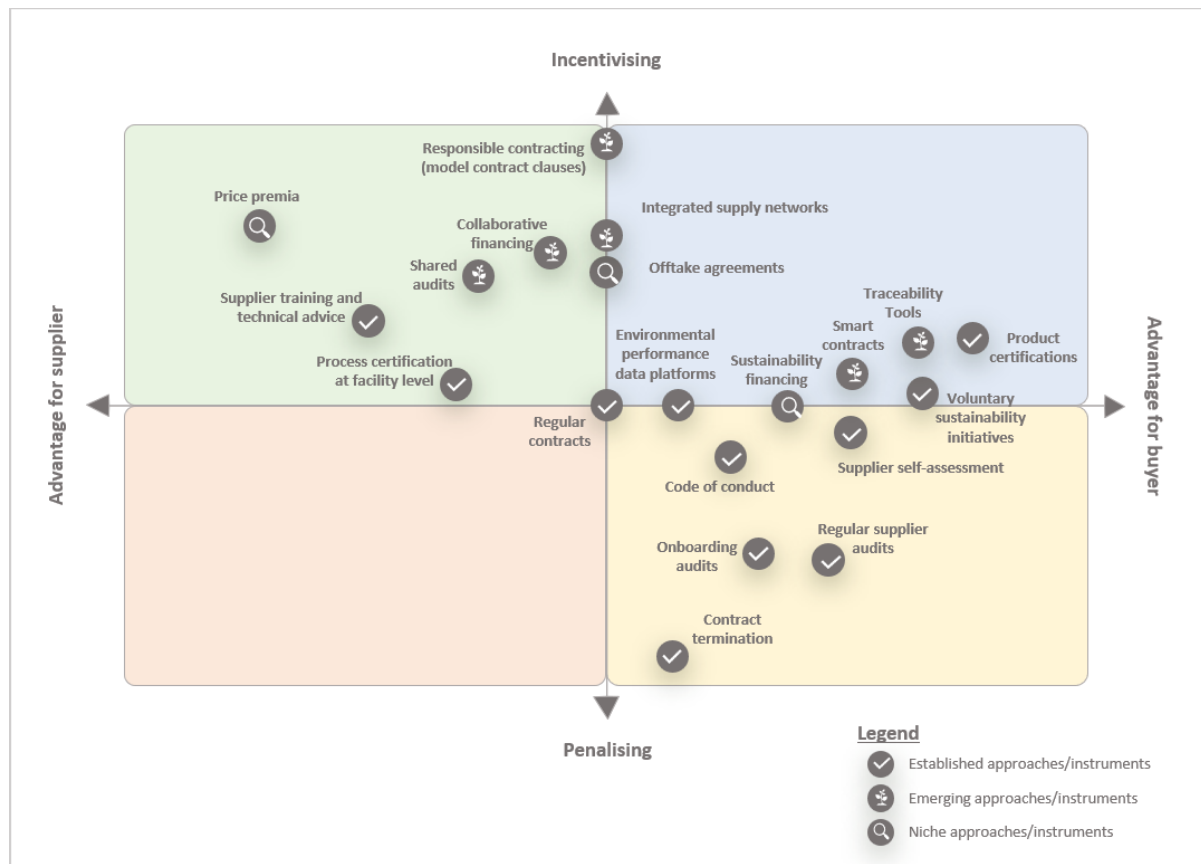 Incentivising
Responsible contracting
(model contract clauses)
Price premia
Integrated supply networks
Collaborative
financing
Shared
audits
Offtake agreements
Supplier training and
technical advice
Traceability
Tools
Environmental
performance
data platforms
Smart
contracts
Product
certifications
Process certification
at facility level
Sustainability
financing
Advantage for supplier
Advantage for buyer
Regular
contracts
Voluntary
sustainability
initiatives
Supplier self-assessment
Code of conduct
Onboarding
audits
Regular supplier
audits
Contract
termination
Penalising
Legend
Established approaches/instruments
Emerging approaches/instruments
Niche approaches/instruments